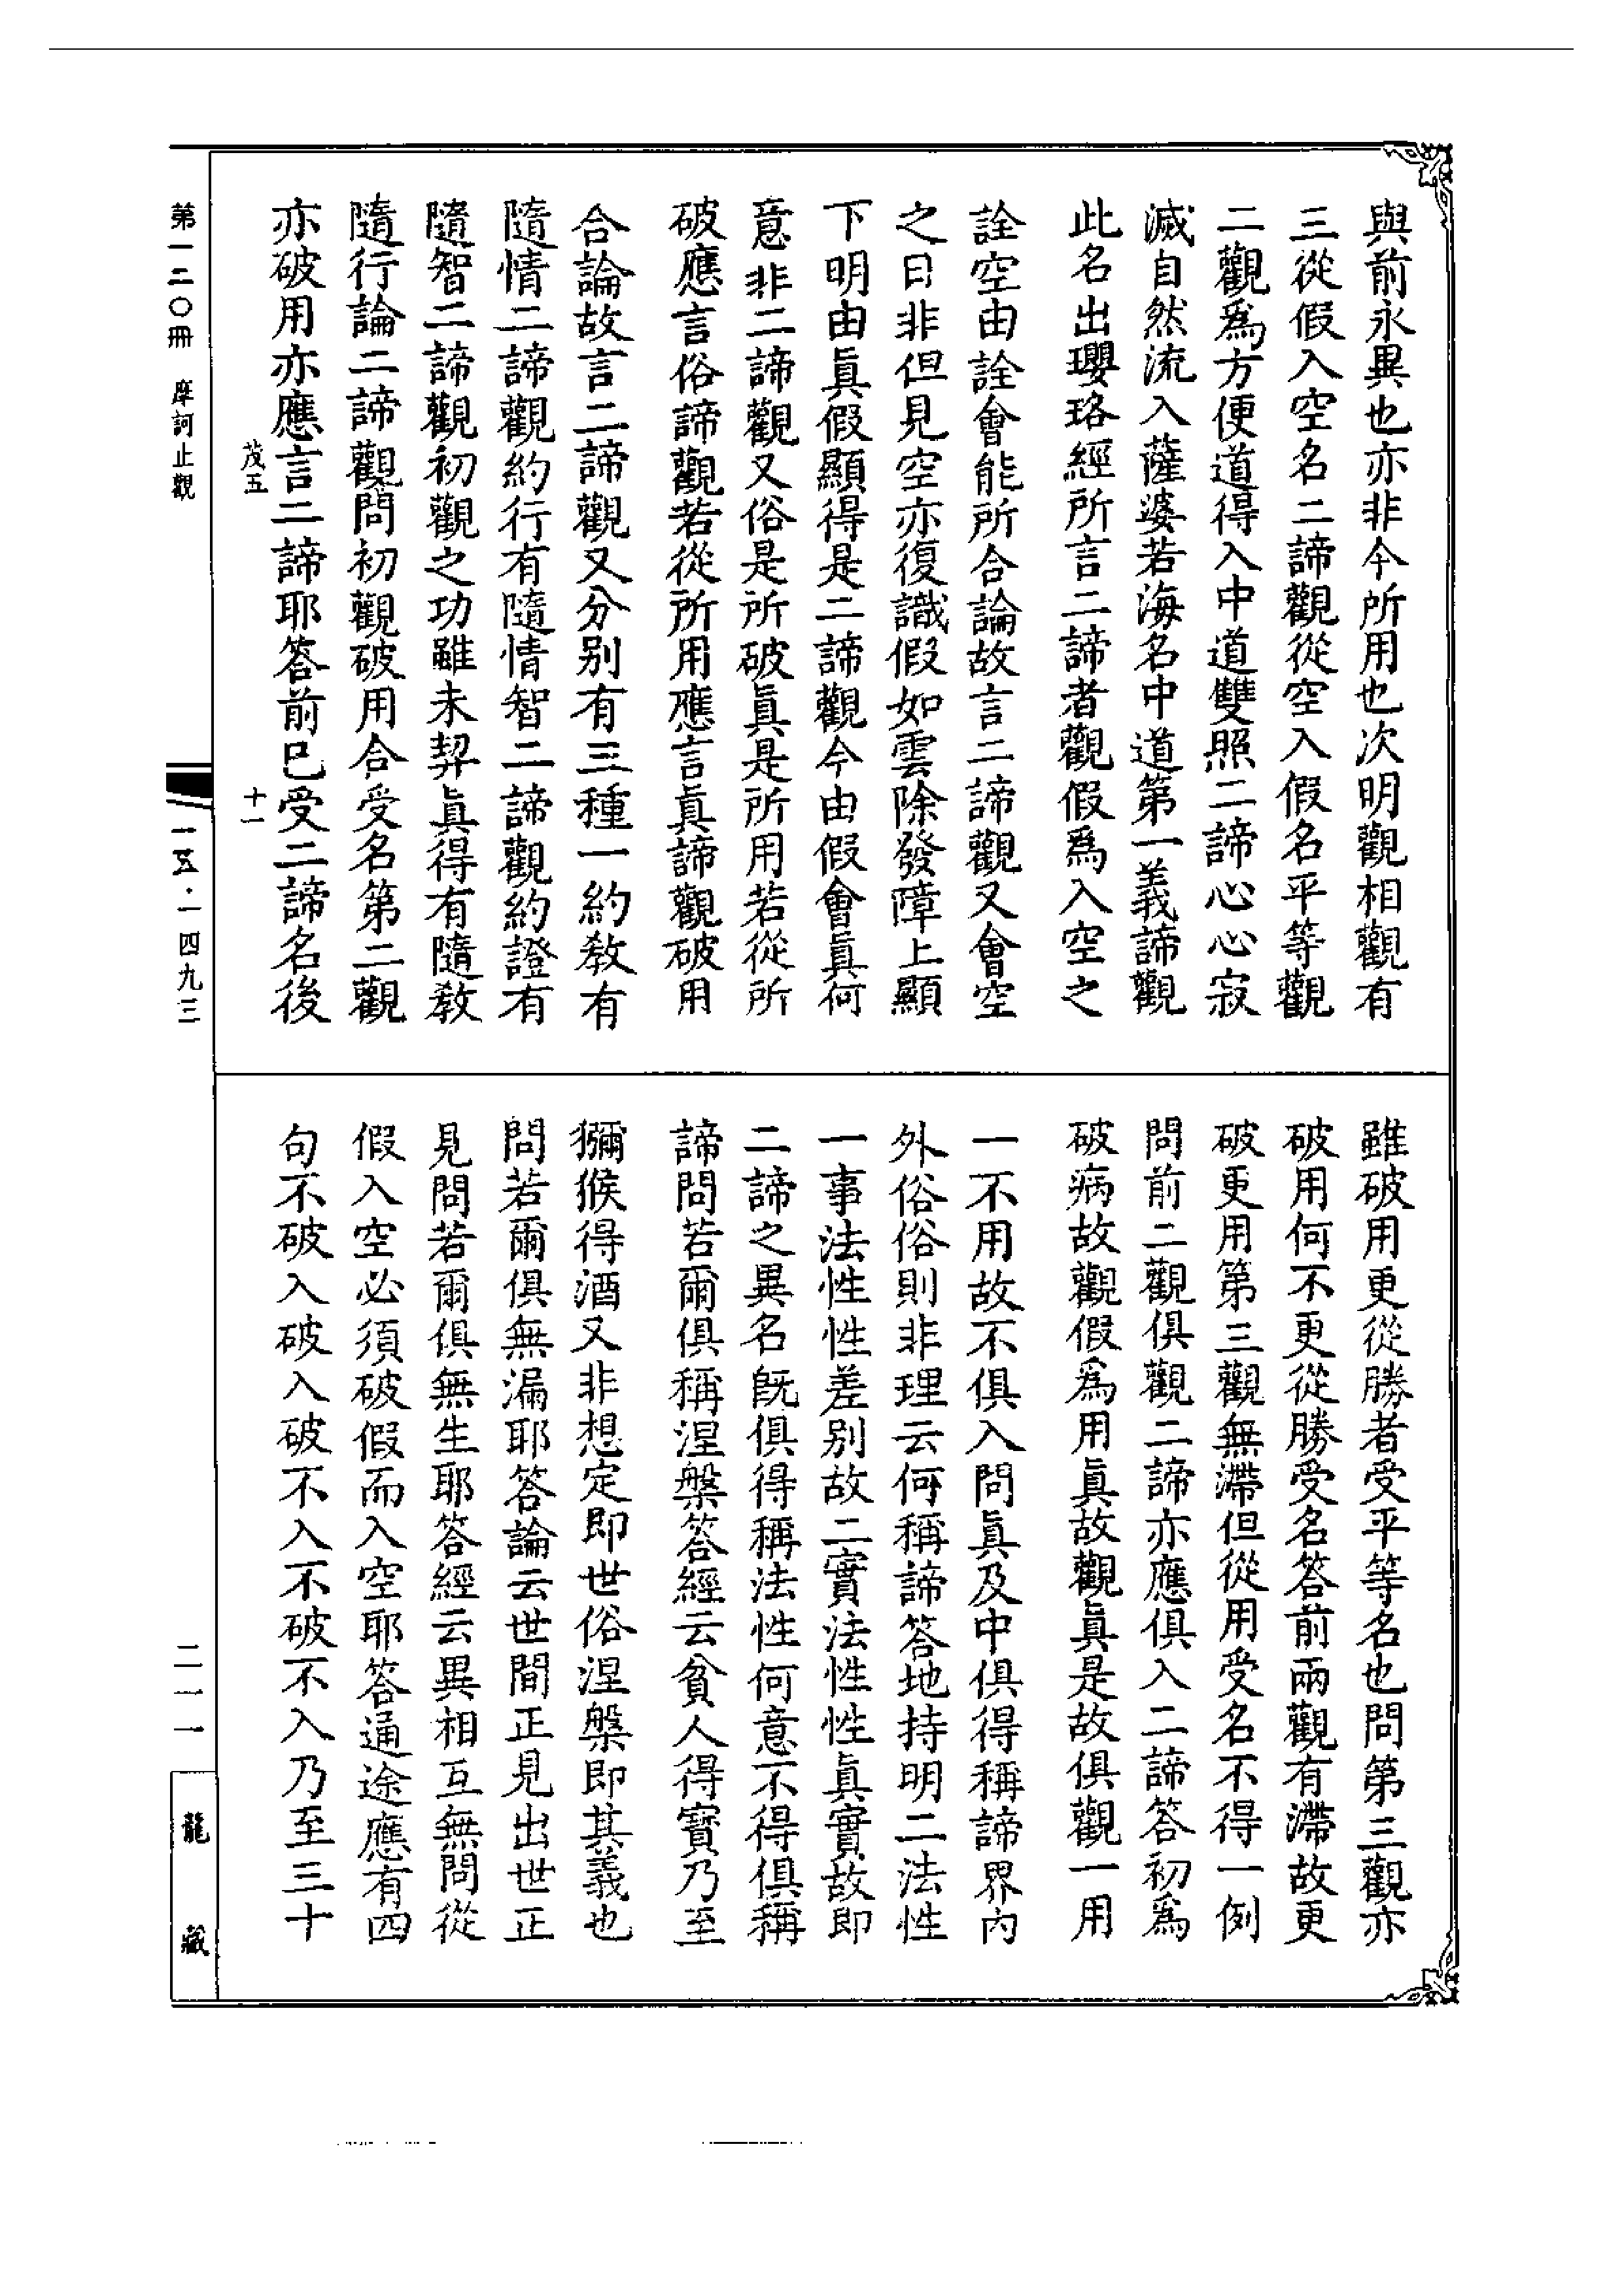 與前永異也亦非今所用也次明觀相觀有
三從假入空名二諦觀從空入假名平等觀
二觀爲方便道得入中道雙照二諦心心寂
滅自然流入薩婆若海名中道第一義諦觀
此名出瓔珞經所言二諦者觀假爲入空之
詮空由詮會能所合論故言二諦觀又會空
之日非但見空亦復識假如雲除發障上顯
下明由眞假顯得是二諦觀今由假會眞何
意非二諦觀又俗是所破眞是所用若從所
破應言俗諦觀若從所用應言眞諦觀破用
合論故言二諦觀又分別有三種一約敎有
隨情二諦觀約行有隨情智二諦觀約證有
隨智二諦觀初觀之功雖未契眞得有隨敎
隨行論二諦觀問初觀破用合受名第二觀
亦破用亦應言二諦耶答前已受二諦名後
茂五
十一
雖破用更從勝者受平等名也問第三觀亦
破用何不更從勝受名答前兩觀有滯故更
破更用第三觀無滯但從用受名不得一例
問前二觀俱觀二諦亦應俱入二諦答初爲
破病故觀假爲用眞故觀眞是故俱觀一用
一不用故不俱入問眞及中俱得稱諦界內
外俗俗則非理云何稱諦答地持明二法性
一事法性性差別故二實法性性眞實故即
二諦之異名旣俱得稱法性何意不得俱稱
諦問若爾俱稱涅槃答經云貧人得寶乃至
獼猴得酒又非想定即世俗涅槃即其義也
問若爾俱無漏耶答論云世間正見出世正
見問若爾俱無生耶答經云異相互無問從
假入空必須破假而入空耶答通途應有四
句不破入破入破不入不破不入乃至三十
第一二〇冊　摩訶止觀
一五·一四九三
二一一
龍藏